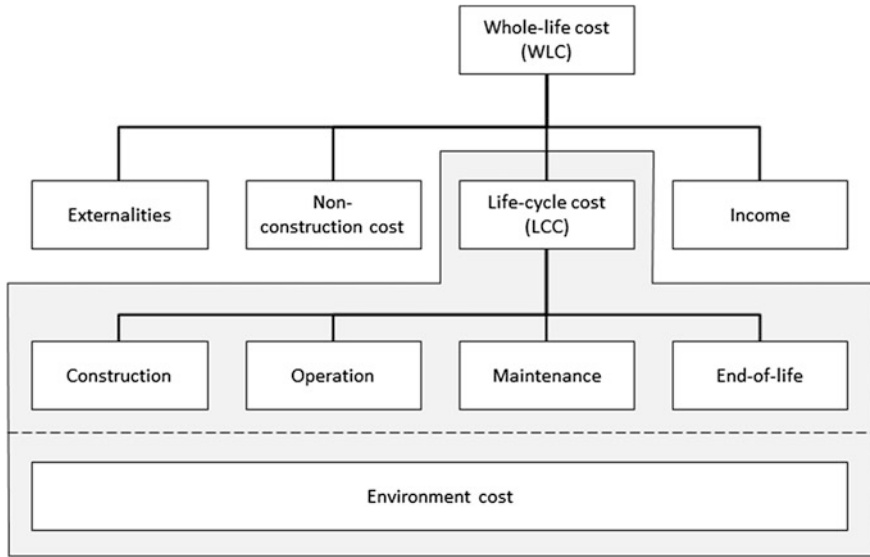 Whole-life cost
(WLC)
Externalities
Non-
construction cost
Life-cycle cost
(LCC)
Income
Construction
Operation
Maintenance
End-of-life
Environment cost